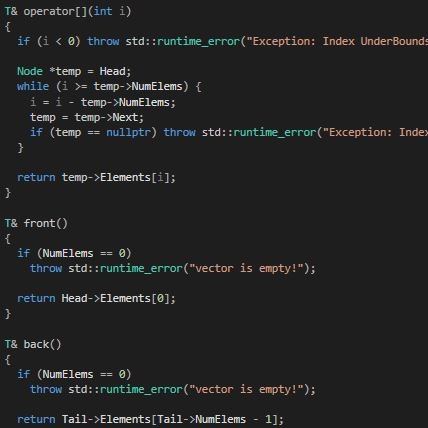 T& operator[](int i)
{
  if (i < 0) throw std::runtime_error("Exception: Index UnderBounds

  Node *temp = Head;
  while (i >= temp->NumElems) {
    i = i - temp->NumElems;
    temp = temp->Next;
    if (temp == nullptr) throw std::runtime_error("Exception: Index
  }

  return temp->Elements[i];
}

T& front()
{
  if (NumElems == 0)
    throw std::runtime_error("vector is empty!");

  return Head->Elements[0];
}

T& back()
{
  if (NumElems == 0)
    throw std::runtime_error("vector is empty!");

  return Tail->Elements[Tail->NumElems - 1];